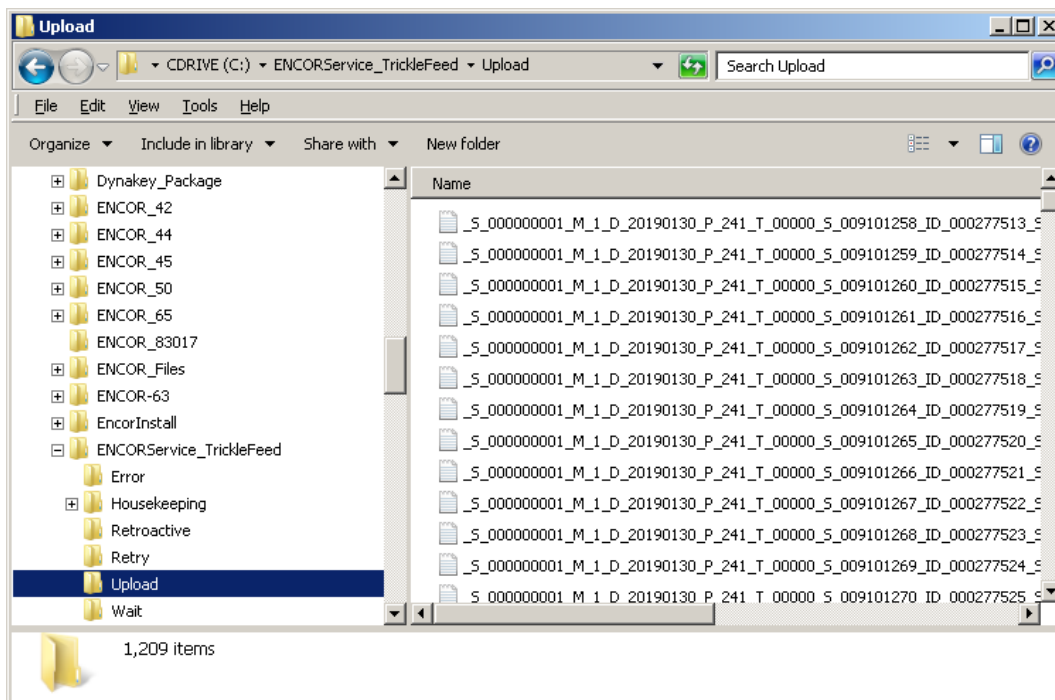 Upload
CDRIVE (C:) ENCORService_TrickleFeed Upload
Search Upload
File Edit View Tools Help
Organize Include in library Share with New folder
Dynakey_Package
ENCOR_42
ENCOR_44
ENCOR_45
ENCOR_50
ENCOR_65
ENCOR_83017
ENCOR_Files
ENCOR-63
EncorInstall
ENCORService_TrickleFeed
Error
Housekeeping
Retroactive
Retry
Upload
Wait
Name
_S_000000001_M_1_D_20190130_P_241_T_00000_S_009101258_ID_000277513_S
_S_000000001_M_1_D_20190130_P_241_T_00000_S_009101259_ID_000277514_S
_S_000000001_M_1_D_20190130_P_241_T_00000_S_009101260_ID_000277515_S
_S_000000001_M_1_D_20190130_P_241_T_00000_S_009101261_ID_000277516_S
_S_000000001_M_1_D_20190130_P_241_T_00000_S_009101262_ID_000277517_S
_S_000000001_M_1_D_20190130_P_241_T_00000_S_009101263_ID_000277518_S
_S_000000001_M_1_D_20190130_P_241_T_00000_S_009101264_ID_000277519_S
_S_000000001_M_1_D_20190130_P_241_T_00000_S_009101265_ID_000277520_S
_S_000000001_M_1_D_20190130_P_241_T_00000_S_009101266_ID_000277521_S
_S_000000001_M_1_D_20190130_P_241_T_00000_S_009101267_ID_000277522_S
_S_000000001_M_1_D_20190130_P_241_T_00000_S_009101268_ID_000277523_S
_S_000000001_M_1_D_20190130_P_241_T_00000_S_009101269_ID_000277524_S
_S_000000001_M_1_D_20190130_P_241_T_00000_S_009101270_ID_000277525_S
1,209 items